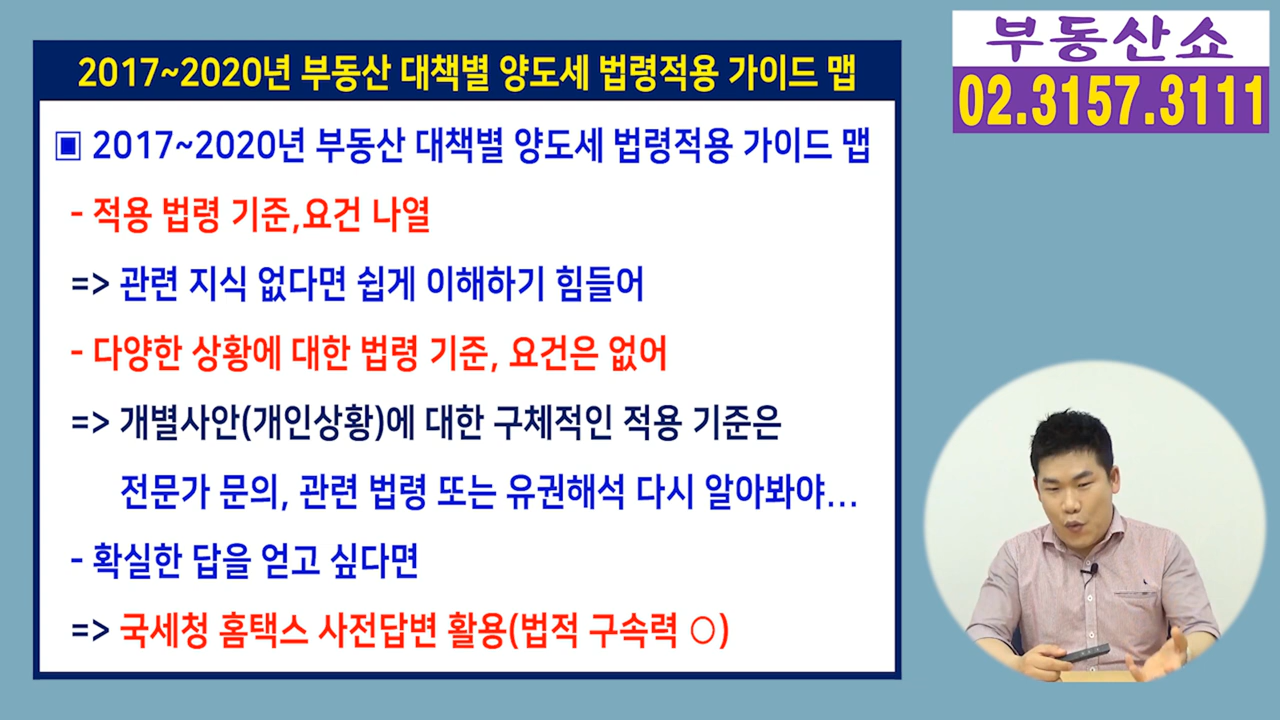 부동산쇼
02.3157.3111
2017~2020년 부동산 대책별 양도세 법령적용 가이드 맵
▣ 2017~2020년 부동산 대책별 양도세 법령적용 가이드 맵
- 적용 법령 기준,요건 나열
=> 관련 지식 없다면 쉽게 이해하기 힘들어
- 다양한 상황에 대한 법령 기준, 요건은 없어
=> 개별사안(개인상황)에 대한 구체적인 적용 기준은
전문가 문의, 관련 법령 또는 유권해석 다시 알아봐야...
- 확실한 답을 얻고 싶다면
=> 국세청 홈택스 사전답변 활용(법적 구속력 ○)